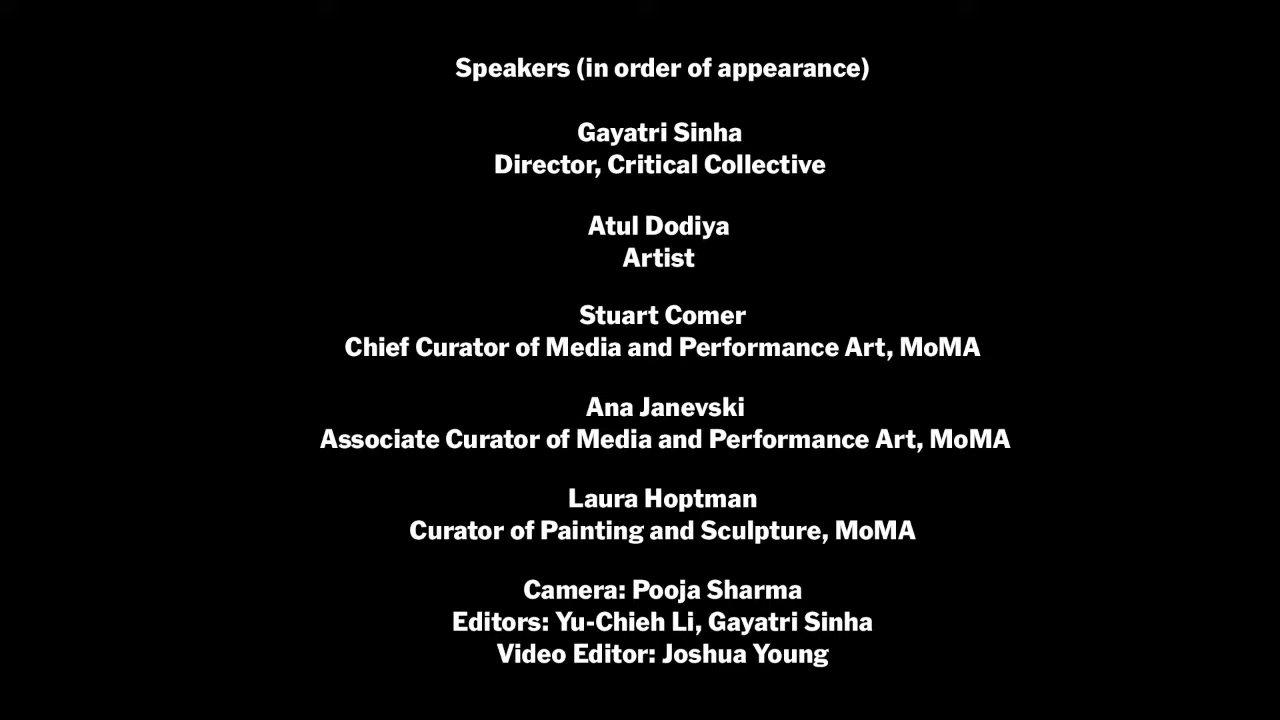 Speakers (in order of appearance)
Gayatri Sinha
Director, Critical Collective
Atul Dodiya
Artist
Stuart Comer
Chief Curator of Media and Performance Art, MoMA
Ana Janevski
Associate Curator of Media and Performance Art, MoMA
Laura Hoptman
Curator of Painting and Sculpture, MoMA
Camera: Pooja Sharma
Editors: Yu-Chieh Li, Gayatri Sinha
Video Editor: Joshua Young